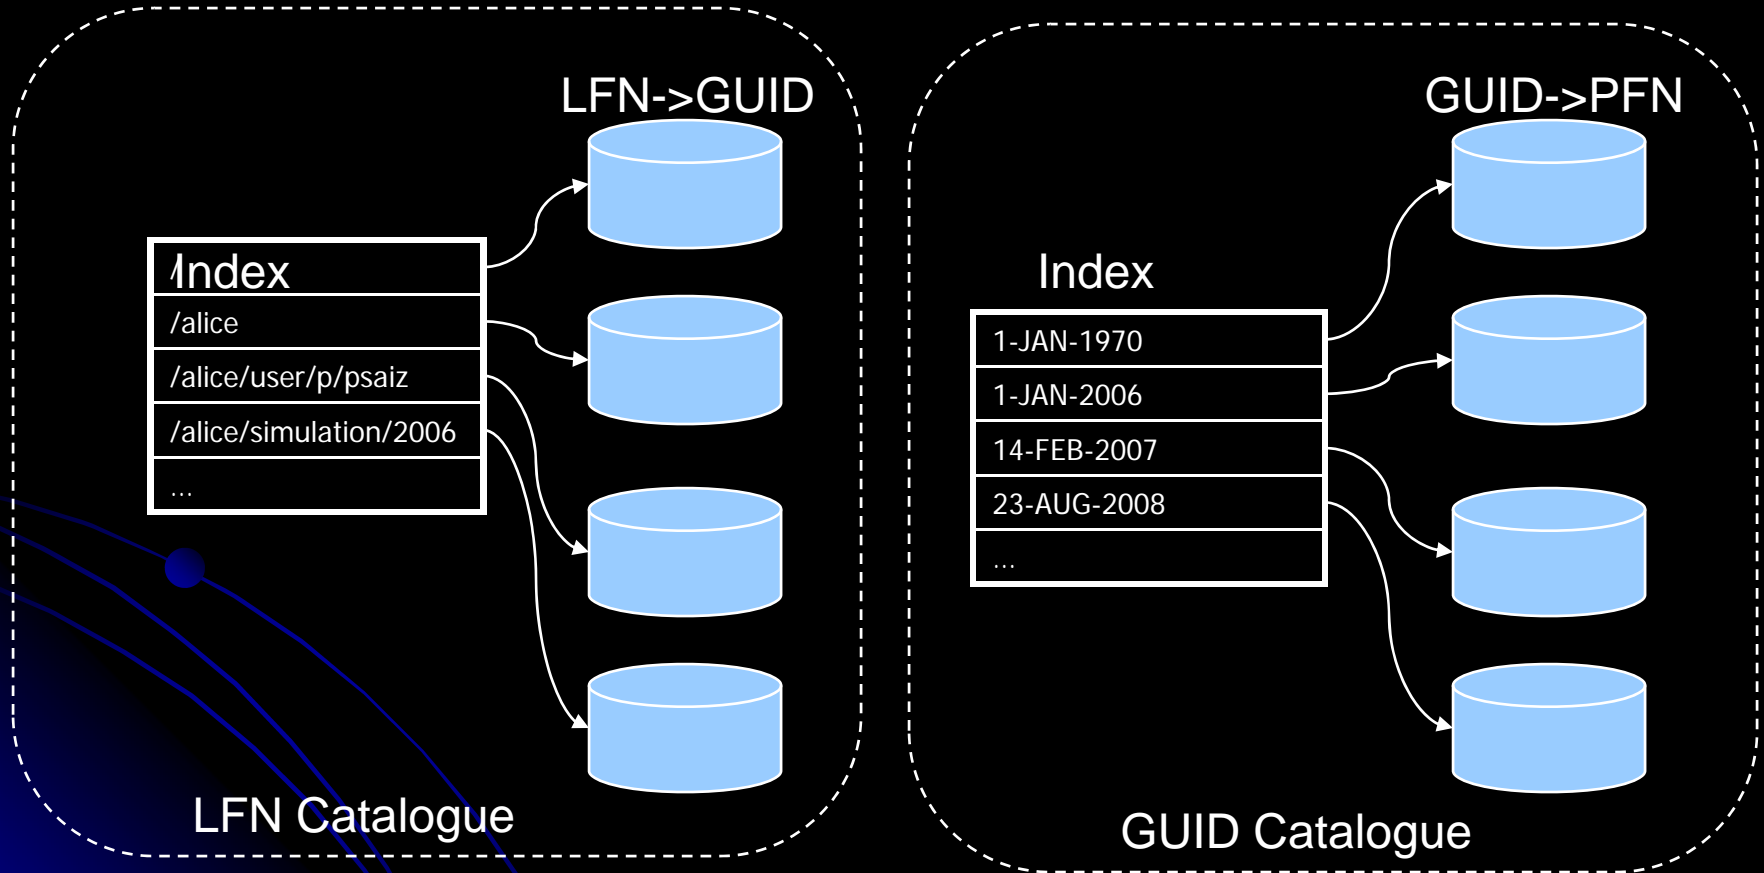 LFN->GUID
Index
/
/alice
/alice/user/p/psaiz
/alice/simulation/2006
...
LFN Catalogue
GUID->PFN
Index
1-JAN-1970
1-JAN-2006
14-FEB-2007
23-AUG-2008
...
GUID Catalogue